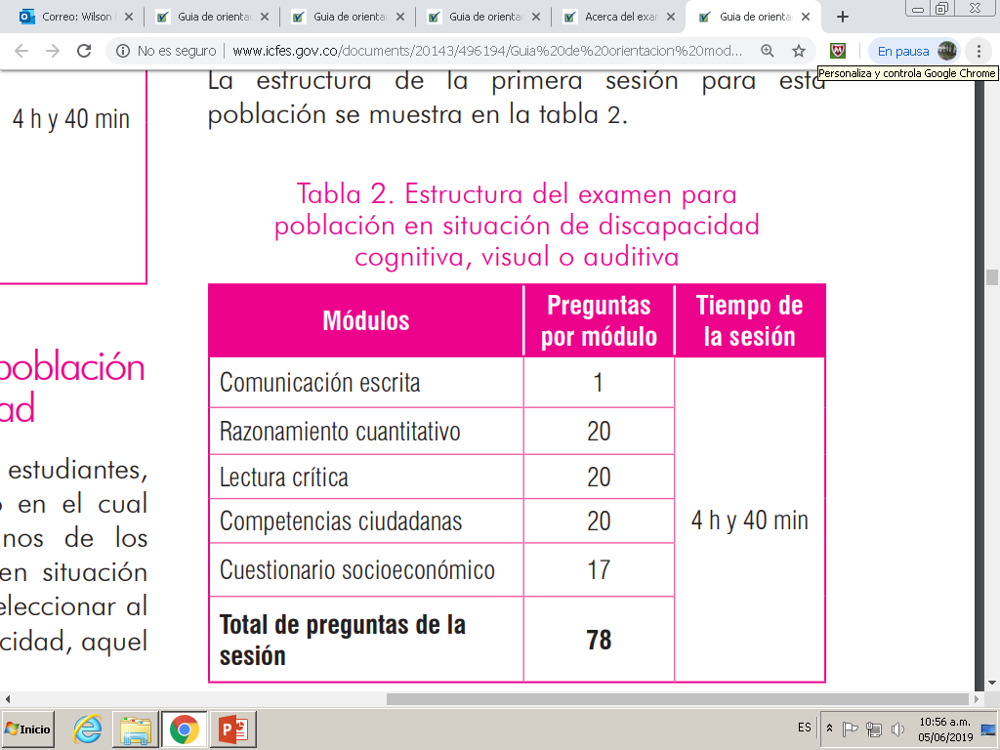 Correo: Wilson
Guia de orienta
Guia de orienta
Guia de orienta
Acerca del exar
Guia de orienta
No es seguro | www.icfes.gov.co/documents/20143/496194/Guia%20de%20orientacion%20mod...
En pausa
Personaliza y controla Google Chrome
4 h y 40 min
población
ad
estudiantes,
o en el cual
nos de los
en situación
eleccionar al
cidad, aquel
La estructura de la primera sesión para esta
población se muestra en la tabla 2.
Tabla 2. Estructura del examen para
población en situación de discapacidad
cognitiva, visual o auditiva
Módulos
Preguntas
por módulo
Tiempo de
la sesión
Comunicación escrita 1
Razonamiento cuantitativo 20
Lectura crítica 20
Competencias ciudadanas 20
4 h y 40 min
Cuestionario socioeconómico 17
Total de preguntas de la
sesión
78
Inicio
ES
10:56 a.m.
05/06/2019